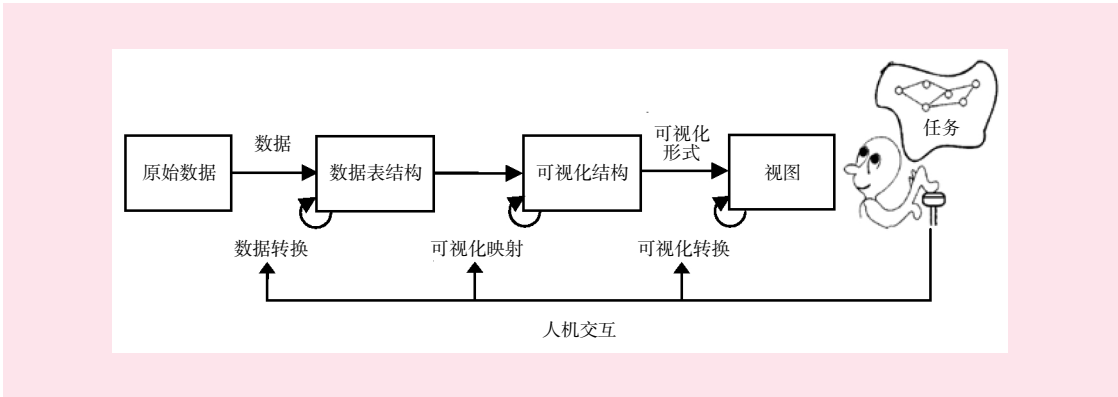 任务
数据
可视化
形式
原始数据
数据表结构
可视化结构
视图
数据转换
可视化映射
可视化转换
人机交互